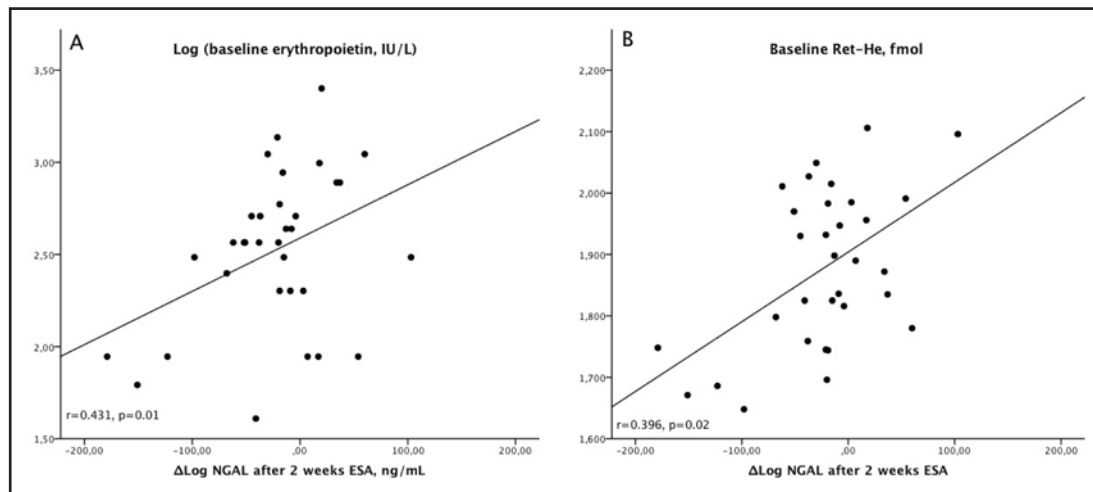 A
Log (baseline erythropoietin, IU/L)
3,50
3,00
2,50
2,00
1,50
r=0.431, p=0.01
-200,00 -100,00 ,00 100,00 200,00
ΔLog NGAL after 2 weeks ESA, ng/mL
B
Baseline Ret-He, fmol
2,200
2,100
2,000
1,900
1,800
1,700
1,600
r=0.396, p=0.02
-200,00 -100,00 ,00 100,00 200,00
ΔLog NGAL after 2 weeks ESA